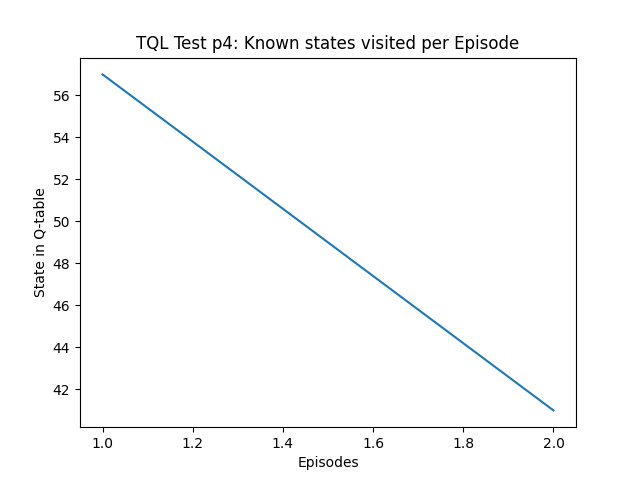 TQL Test p4: Known states visited per Episode
56
54
52
50
48
46
44
42
State in Q-table
1.0 1.2 1.4 1.6 1.8 2.0
Episodes